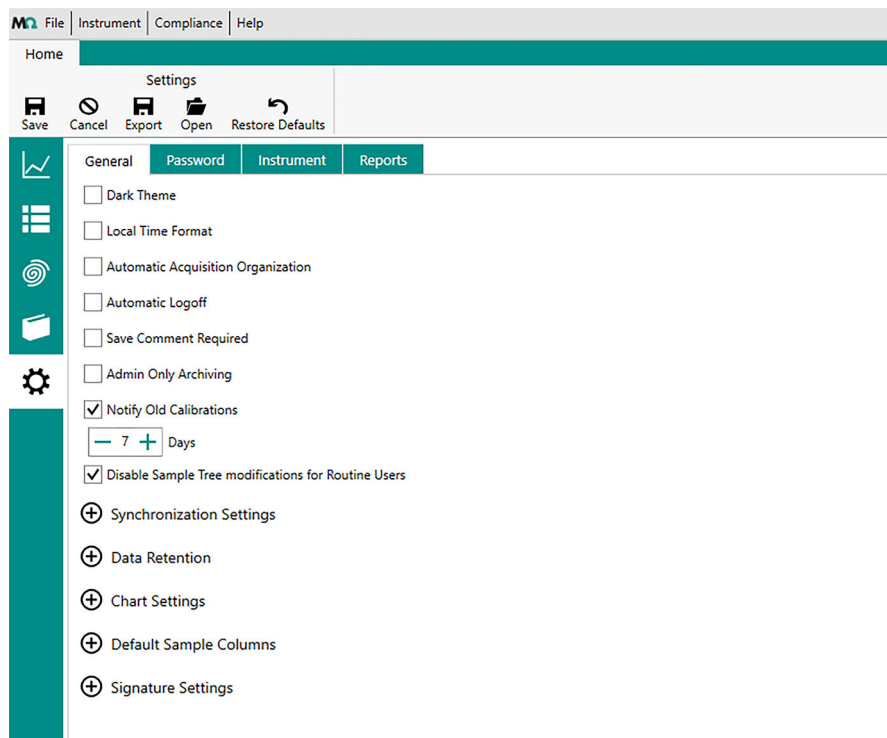 MΩ File Instrument Compliance Help
Home
Settings
Save Cancel Export Open Restore Defaults
General Password Instrument Reports
Dark Theme
Local Time Format
Automatic Acquisition Organization
Automatic Logoff
Save Comment Required
Admin Only Archiving
Notify Old Calibrations
7 Days
Disable Sample Tree modifications for Routine Users
Synchronization Settings
Data Retention
Chart Settings
Default Sample Columns
Signature Settings